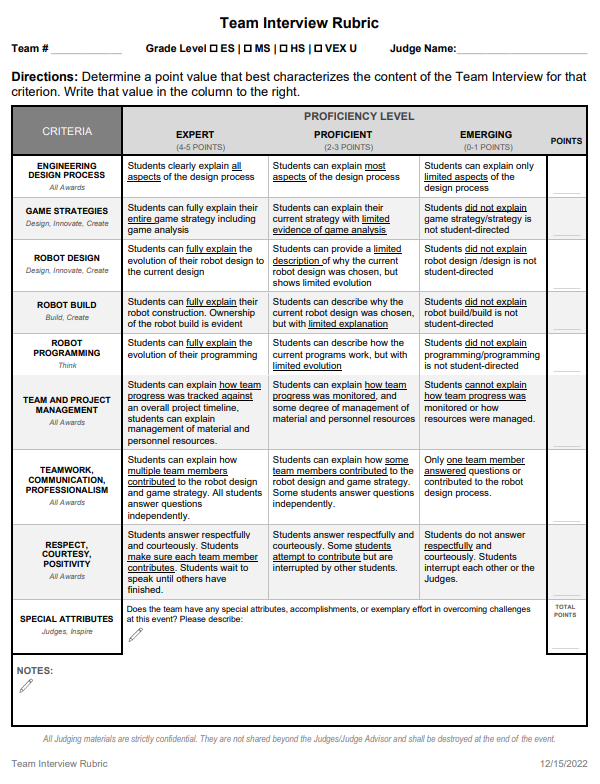 Team Interview Rubric
Team # ____________ Grade Level ☐ ES | ☐ MS | ☐ HS | ☐ VEX U Judge Name:______________________
Directions: Determine a point value that best characterizes the content of the Team Interview for that
criterion. Write that value in the column to the right.
CRITERIA
PROFICIENCY LEVEL
EXPERT
(4-5 POINTS)
PROFICIENT
(2-3 POINTS)
EMERGING
(0-1 POINTS)
POINTS
ENGINEERING
DESIGN PROCESS
All Awards
Students clearly explain all
aspects of the design process
Students can explain most
aspects of the design process
Students can explain only
limited aspects of the
design process
GAME STRATEGIES
Design, Innovate, Create
Students can fully explain their
entire game strategy including
game analysis
Students can explain their
current strategy with limited
evidence of game analysis
Students did not explain
game strategy/strategy is
not student-directed
ROBOT DESIGN
Design, Innovate, Create
Students can fully explain the
evolution of their robot design to
the current design
Students can provide a limited
description of why the current
robot design was chosen, but
shows limited evolution
Students did not explain
robot design /design is not
student-directed
ROBOT BUILD
Build, Create
Students can fully explain their
robot construction. Ownership
of the robot build is evident
Students can describe why the
current robot design was chosen,
but with limited explanation
Students did not explain
robot build/build is not
student-directed
ROBOT
PROGRAMMING
Think
Students can fully explain the
evolution of their programming
Students can describe how the
current programs work, but with
limited evolution
Students did not explain
programming/programming
is not student-directed
TEAM AND PROJECT
MANAGEMENT
All Awards
Students can explain how team
progress was tracked against
an overall project timeline,
students can explain
management of material and
personnel resources.
Students can explain how team
progress was monitored, and
some degree of management of
material and personnel resources
Students cannot explain
how team progress was
monitored or how
resources were managed.
TEAMWORK,
COMMUNICATION,
PROFESSIONALISM
All Awards
Students can explain how
multiple team members
contributed to the robot design
and game strategy. All students
answer questions
independently.
Students can explain how some
team members contributed to the
robot design and game strategy.
Some students answer questions
independently.
Only one team member
answered questions or
contributed to the robot
design process.
RESPECT,
COURTESY,
POSITIVITY
All Awards
Students answer respectfully
and courteously. Students
make sure each team member
contributes. Students wait to
speak until others have
finished.
Students answer respectfully and
courteously. Some students
attempt to contribute but are
interrupted by other students.
Students do not answer
respectfully and
courteously. Students
interrupt each other or the
Judges.
SPECIAL ATTRIBUTES
Judges, Inspire
Does the team have any special attributes, accomplishments, or exemplary effort in overcoming challenges
at this event? Please describe:
TOTAL
POINTS
NOTES:
All Judging materials are strictly confidential. They are not shared beyond the Judges/Judge Advisor and shall be destroyed at the end of the event.
Team Interview Rubric 12/15/2022